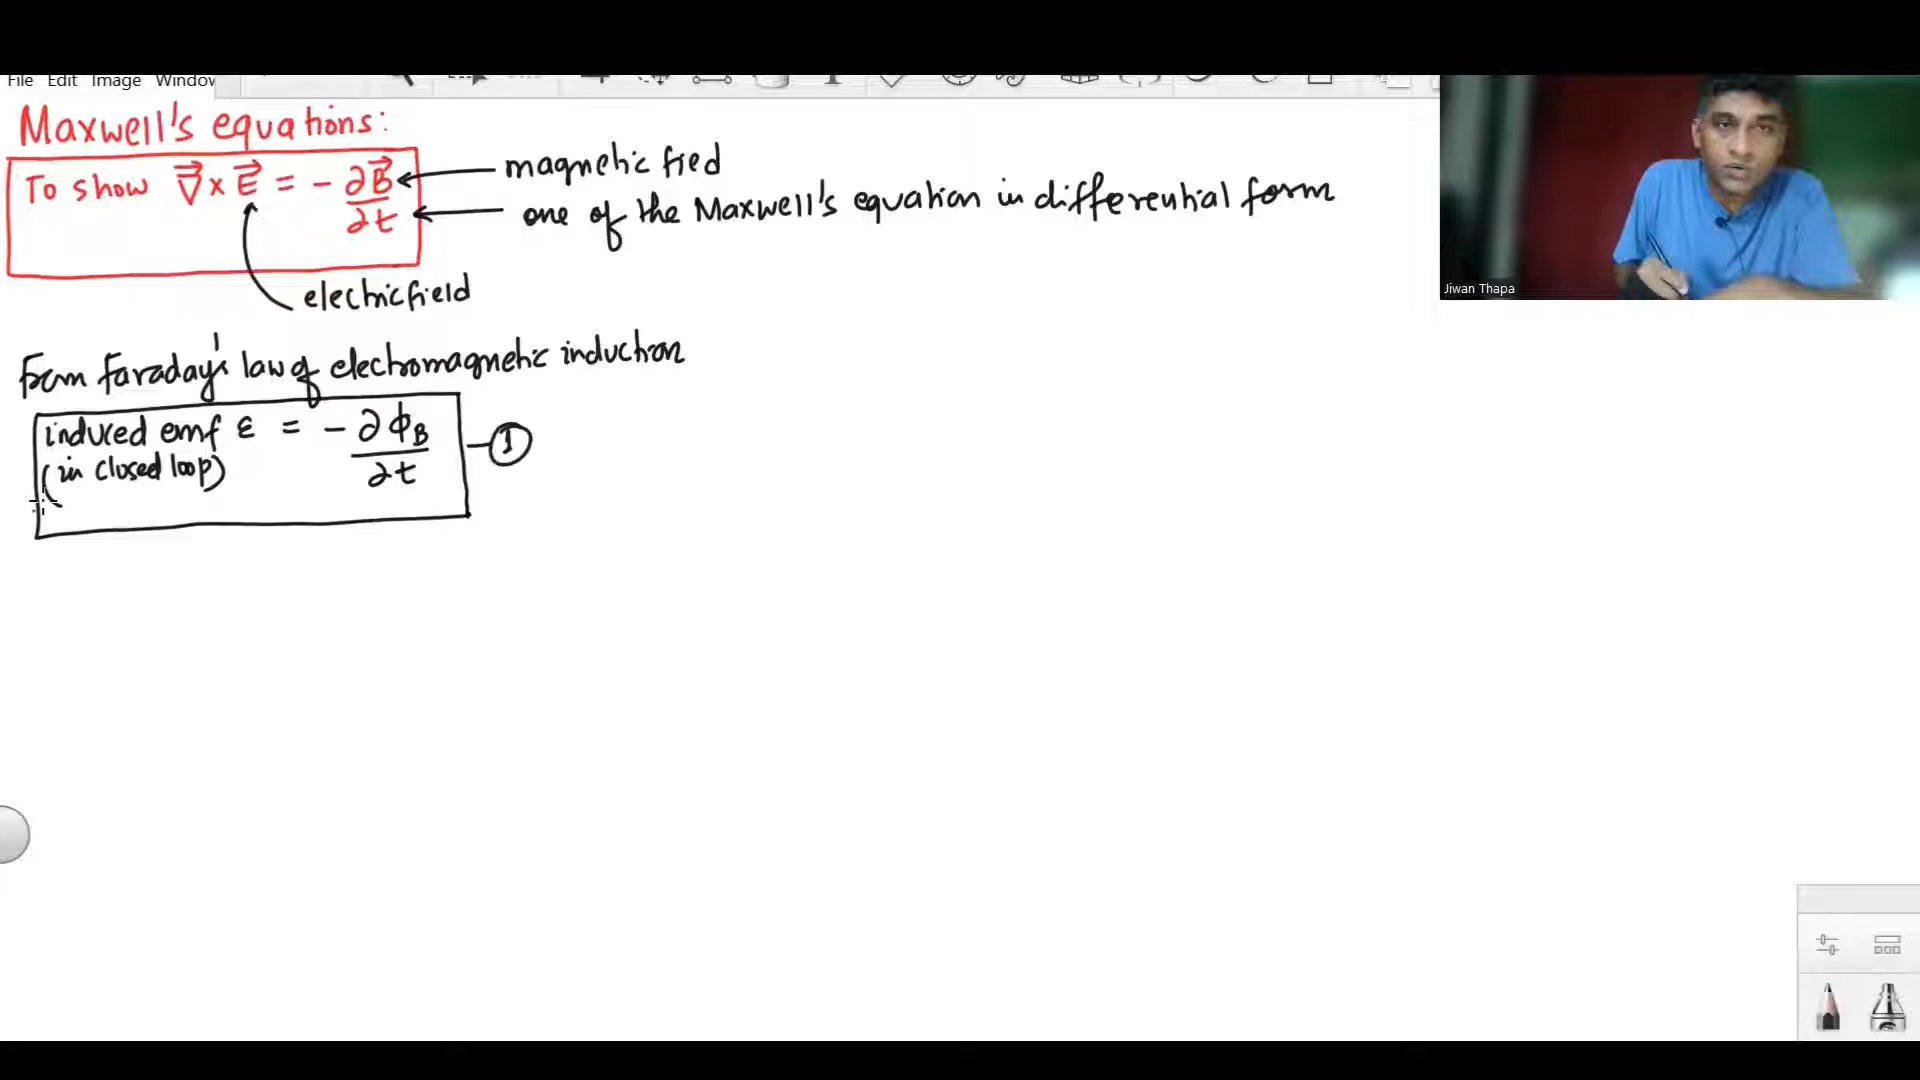 File Edit Image Window
Maxwell's equations:
To show ∇⃗ × E⃗ = - ∂B⃗/∂t
magnetic fied
one of the Maxwell's equation in differential form
electricfield
Jiwan Thapa
From Faraday's law of electromagnetic induction
induced emf ε = - ∂ϕ_B/∂t — ①
(in closed loop)